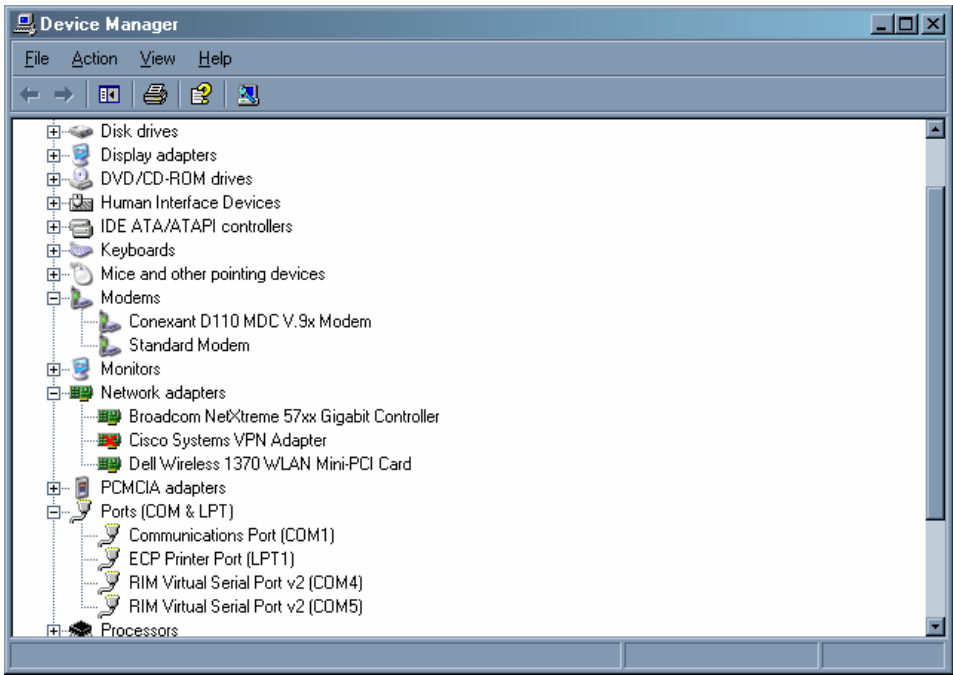 Device Manager
File Action View Help
Disk drives
Display adapters
DVD/CD-ROM drives
Human Interface Devices
IDE ATA/ATAPI controllers
Keyboards
Mice and other pointing devices
Modems
Conexant D110 MDC V.9x Modem
Standard Modem
Monitors
Network adapters
Broadcom NetXtreme 57xx Gigabit Controller
Cisco Systems VPN Adapter
Dell Wireless 1370 WLAN Mini-PCI Card
PCMCIA adapters
Ports (COM & LPT)
Communications Port (COM1)
ECP Printer Port (LPT1)
RIM Virtual Serial Port v2 (COM4)
RIM Virtual Serial Port v2 (COM5)
Processors